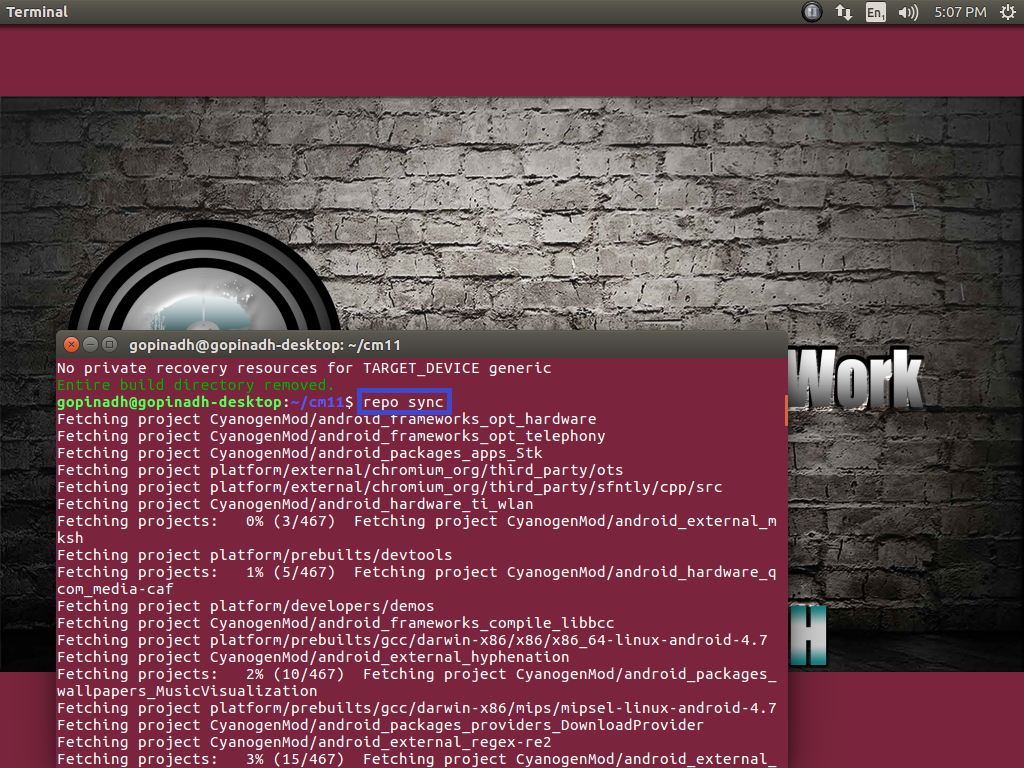 Terminal
En1
5:07 PM
Work
H
gopinadh@gopinadh-desktop: ~/cm11
No private recovery resources for TARGET_DEVICE generic
Entire build directory removed.
gopinadh@gopinadh-desktop:~/cm11$ repo sync
Fetching project CyanogenMod/android_frameworks_opt_hardware
Fetching project CyanogenMod/android_frameworks_opt_telephony
Fetching project CyanogenMod/android_packages_apps_Stk
Fetching project platform/external/chromium_org/third_party/ots
Fetching project platform/external/chromium_org/third_party/sfntly/cpp/src
Fetching project CyanogenMod/android_hardware_ti_wlan
Fetching projects:   0% (3/467)  Fetching project CyanogenMod/android_external_m
ksh
Fetching project platform/prebuilts/devtools
Fetching projects:   1% (5/467)  Fetching project CyanogenMod/android_hardware_q
com_media-caf
Fetching project platform/developers/demos
Fetching project CyanogenMod/android_frameworks_compile_libbcc
Fetching project platform/prebuilts/gcc/darwin-x86/x86/x86_64-linux-android-4.7
Fetching project CyanogenMod/android_external_hyphenation
Fetching projects:   2% (10/467)  Fetching project CyanogenMod/android_packages_
wallpapers_MusicVisualization
Fetching project platform/prebuilts/gcc/darwin-x86/mips/mipsel-linux-android-4.7
Fetching project CyanogenMod/android_packages_providers_DownloadProvider
Fetching project CyanogenMod/android_external_regex-re2
Fetching projects:   3% (15/467)  Fetching project CyanogenMod/android_external_